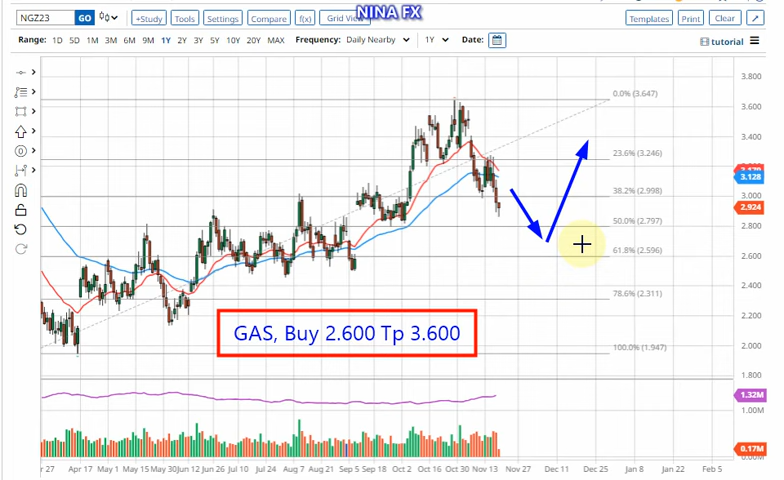 NINA FX
NGZ23 GO +Study Tools Settings Compare f(x) Grid View Templates Print Clear
Range: 1D 5D 1M 3M 6M 9M 1Y 2Y 3Y 5Y 10Y 20Y MAX Frequency: Daily Nearby 1Y Date: tutorial
3.800
0.0% (3.647)
3.600
3.400
23.6% (3.246)
3.128
38.2% (2.998)
3.000
2.924
50.0% (2.797)
2.800
61.8% (2.596)
2.600
2.400
78.6% (2.311)
2.200
GAS, Buy 2.600 Tp 3.600
2.000
100.0% (1.947)
1.800
1.32M
1.00M
0.17M
r 27 Apr 17 May 1 May 15 May 30 Jun 12 Jun 26 Jul 10 Jul 24 Aug 7 Aug 21 Sep 5 Sep 18 Oct 2 Oct 16 Oct 30 Nov 13 Nov 27 Dec 11 Dec 25 Jan 8 Jan 22 Feb 5